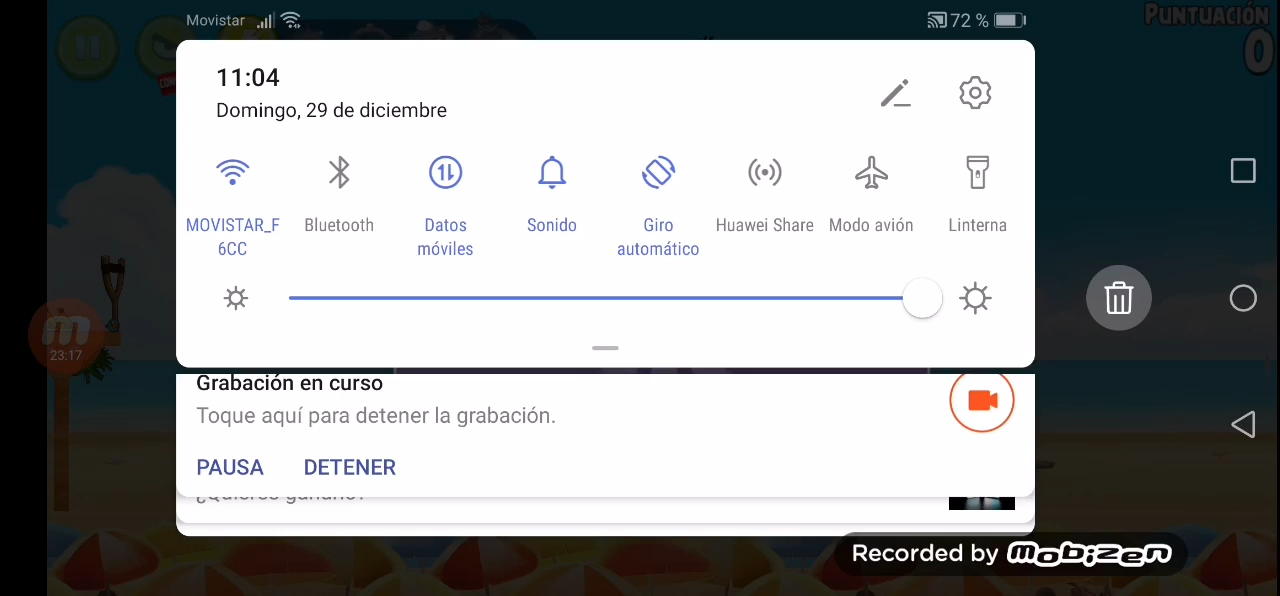 Movistar
72 %
PUNTUACIÓN
0
11:04
Domingo, 29 de diciembre
MOVISTAR_F
6CC
Bluetooth
Datos
móviles
Sonido
Giro
automático
Huawei Share
Modo avión
Linterna
23:17
Grabación en curso
Toque aquí para detener la grabación.
PAUSA
DETENER
Recorded by mobizen